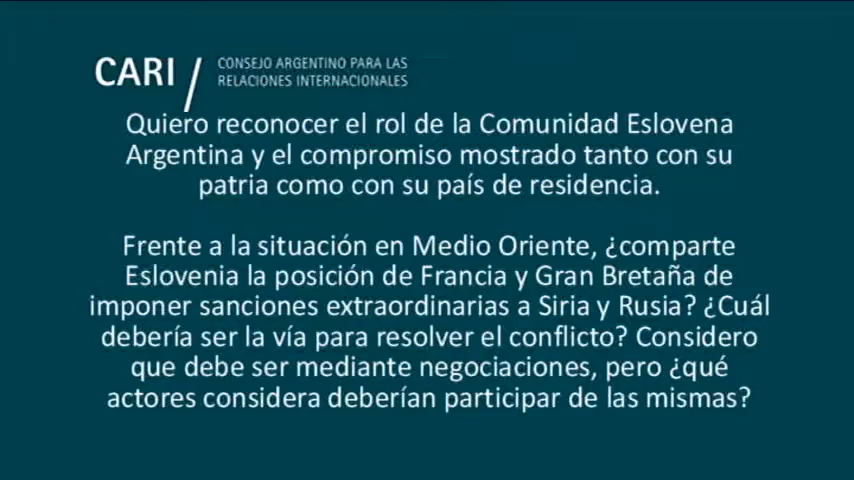 CARI
CONSEJO ARGENTINO PARA LAS
RELACIONES INTERNACIONALES
Quiero reconocer el rol de la Comunidad Eslovena
Argentina y el compromiso mostrado tanto con su
patria como con su país de residencia.
Frente a la situación en Medio Oriente, ¿comparte
Eslovenia la posición de Francia y Gran Bretaña de
imponer sanciones extraordinarias a Siria y Rusia? ¿Cuál
debería ser la vía para resolver el conflicto? Considero
que debe ser mediante negociaciones, pero ¿qué
actores considera deberían participar de las mismas?